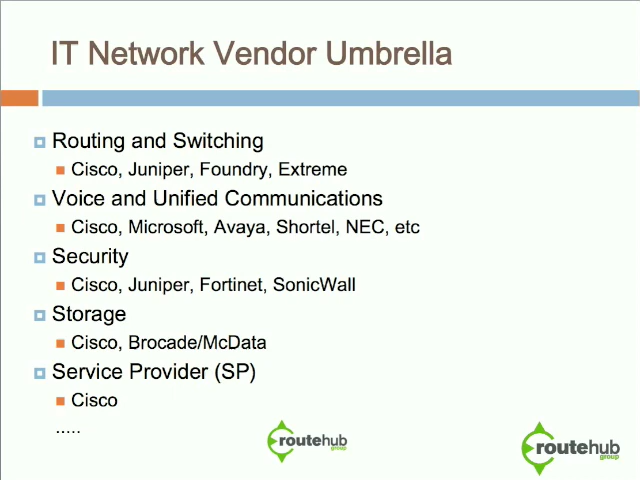 IT Network Vendor Umbrella
Routing and Switching
Cisco, Juniper, Foundry, Extreme
Voice and Unified Communications
Cisco, Microsoft, Avaya, Shortel, NEC, etc
Security
Cisco, Juniper, Fortinet, SonicWall
Storage
Cisco, Brocade/McData
Service Provider (SP)
Cisco
.....
routehub
group
routehub
group